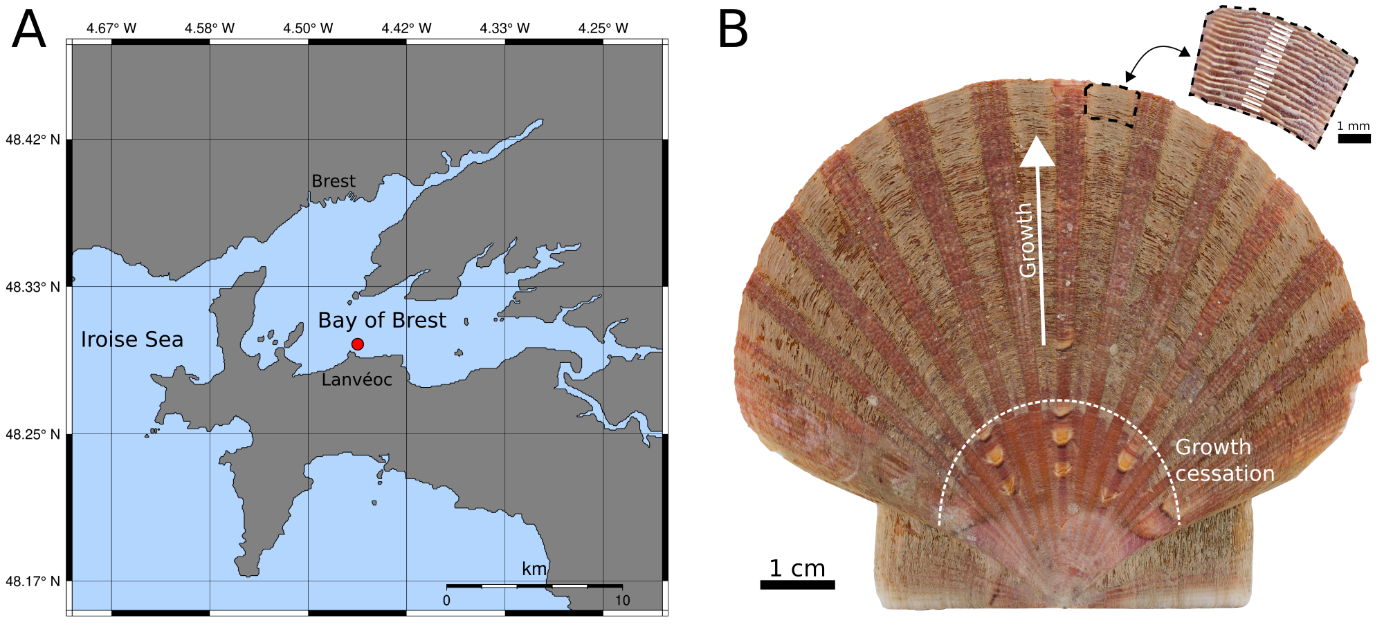 A
4.67° W 4.58° W 4.50° W 4.42° W 4.33° W 4.25° W
48.42° N
48.33° N
48.25° N
48.17° N
Brest
Iroise Sea
Bay of Brest
Lanvéoc
km
0 10
B
1 mm
Growth
Growth
cessation
1 cm